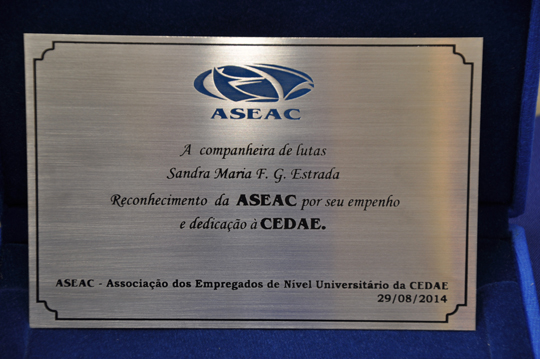 ASEAC
A companheira de lutas
Sandra Maria F. G. Estrada
Reconhecimento da ASEAC por seu empenho
e dedicação à CEDAE.
ASEAC - Associação dos Empregados de Nível Universitário da CEDAE
29/08/2014